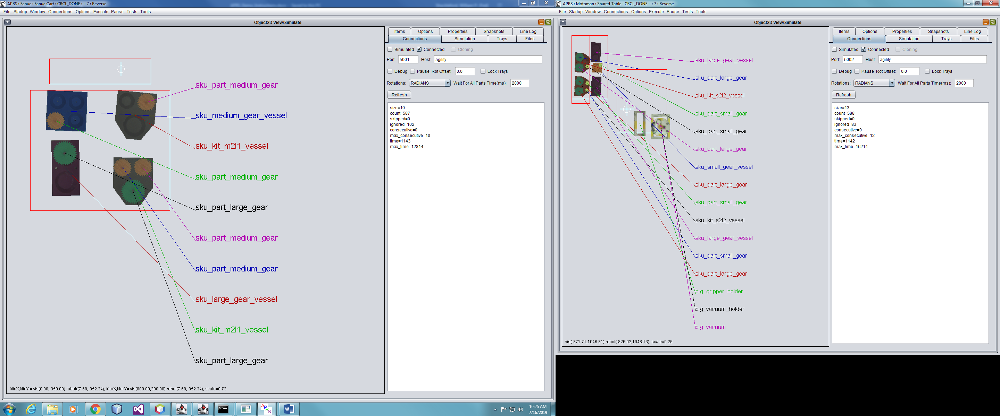 APRS : Fanuc : Fanuc Cart : CRCL_DONE : : 7 : Reverse
File Startup Window Connections Options Execute Pause Tests Tools
Object2D View/Simulate
Items Options Properties Snapshots Line Log
Connections Simulation Trays Files
Simulated Connected Cloning
Port: 5001 Host: agility
Debug Pause Rot Offset: 0.0 Lock Trays
Rotations: RADIANS Wait For All Parts Time(ms): 2000
Refresh
size=10
count=587
skipped=0
ignored=102
consecutive=0
max_consecutive=10
time=1143
max_time=12814
sku_part_medium_gear
sku_medium_gear_vessel
sku_kit_m2l1_vessel
sku_part_medium_gear
sku_part_large_gear
sku_part_medium_gear
sku_part_medium_gear
sku_large_gear_vessel
sku_kit_m2l1_vessel
sku_part_large_gear
MinX,MinY = vis(0.00,-350.00):robot((7.68,-352.34), MaxX,MaxY= vis(800.00,300.00):robot(7.68,-352.34), scale=0.73
APRS : Motoman : Shared Table : CRCL_DONE : : 7 : Reverse
File Startup Window Connections Options Execute Pause Tests Tools
Object2D View/Simulate
Items Options Properties Snapshots Line Log
Connections Simulation Trays Files
Simulated Connected Cloning
Port: 5002 Host: agility
Debug Pause Rot Offset: 0.0 Lock Trays
Rotations: RADIANS Wait For All Parts Time(ms): 2000
Refresh
size=13
count=588
skipped=0
ignored=83
consecutive=0
max_consecutive=12
time=1142
max_time=15214
sku_large_gear_vessel
sku_part_large_gear
sku_kit_s2l2_vessel
sku_part_small_gear
sku_part_small_gear
sku_part_large_gear
sku_small_gear_vessel
sku_part_large_gear
sku_part_small_gear
sku_kit_s2l2_vessel
sku_large_gear_vessel
sku_part_small_gear
sku_part_large_gear
big_gripper_holder
big_vacuum_holder
big_vacuum
vis(-872.71,1046.81):robot(-826.92,1048.13), scale=0.26
C:\
APRS
10:26 AM
7/16/2019